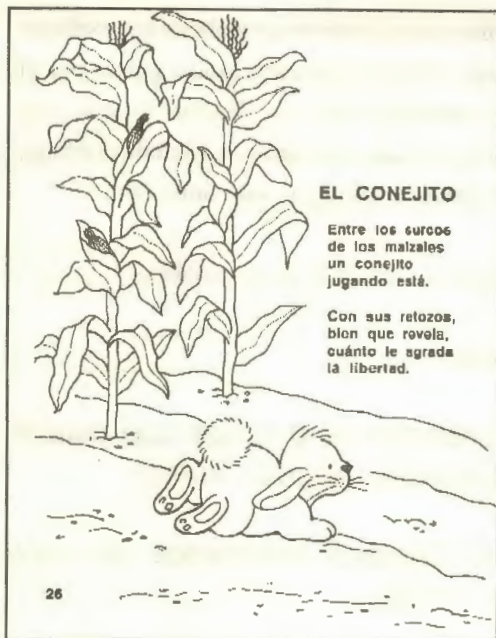 EL CONEJITO
Entre los surcos
de los maizales
un conejito
jugando está.
Con sus retozos,
bien que revela,
cuánto le agrada
la libertad.
26